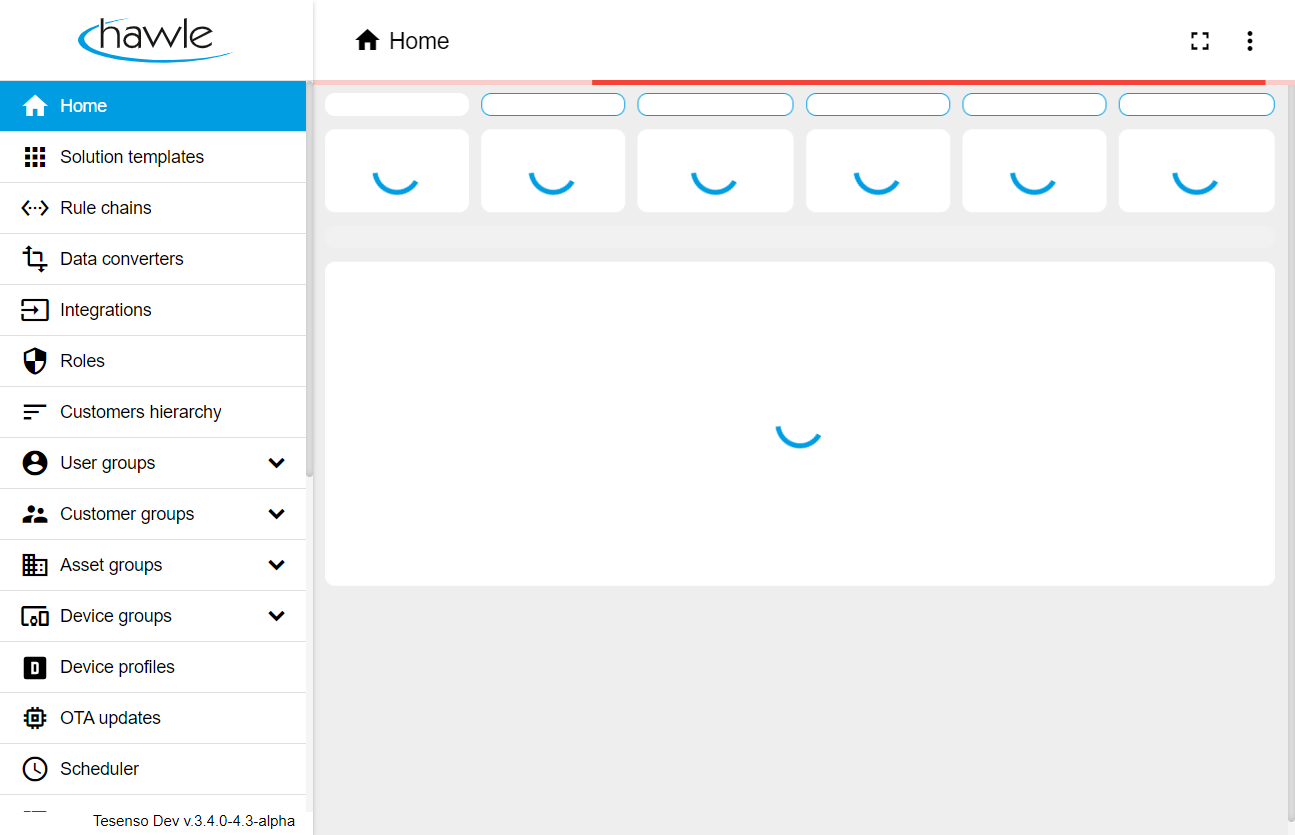 hawle
Home
Home
Solution templates
Rule chains
Data converters
Integrations
Roles
Customers hierarchy
User groups
Customer groups
Asset groups
Device groups
D
Device profiles
OTA updates
Scheduler
Tesenso Dev v.3.4.0-4.3-alpha